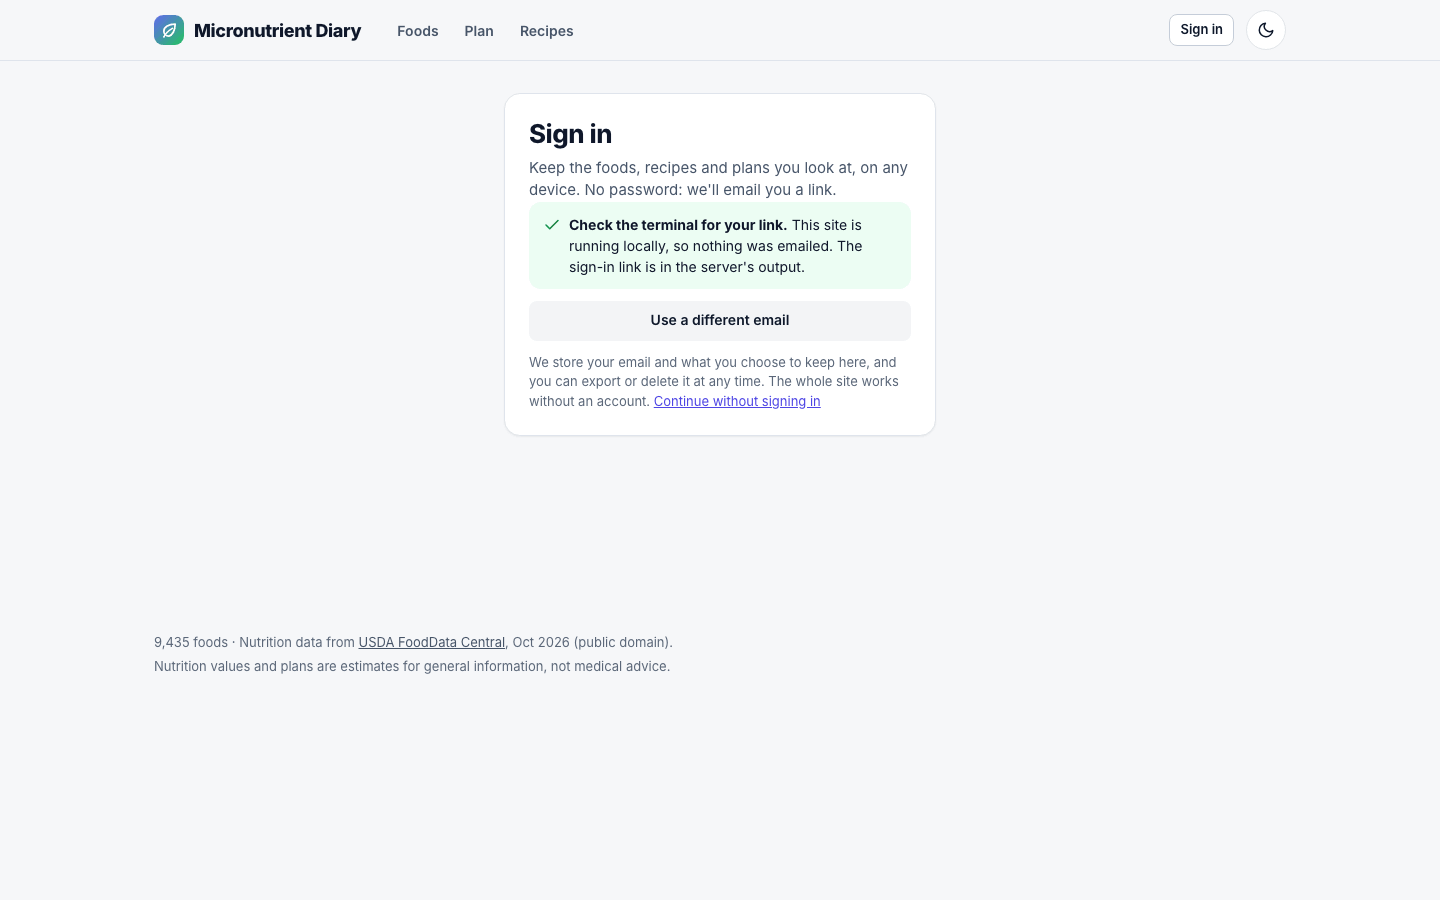 Micronutrient Diary
Foods
Plan
Recipes
Sign in
Sign in
Keep the foods, recipes and plans you look at, on any
device. No password: we'll email you a link.
Check the terminal for your link. This site is
running locally, so nothing was emailed. The
sign-in link is in the server's output.
Use a different email
We store your email and what you choose to keep here, and
you can export or delete it at any time. The whole site works
without an account. Continue without signing in
9,435 foods · Nutrition data from USDA FoodData Central, Oct 2026 (public domain).
Nutrition values and plans are estimates for general information, not medical advice.